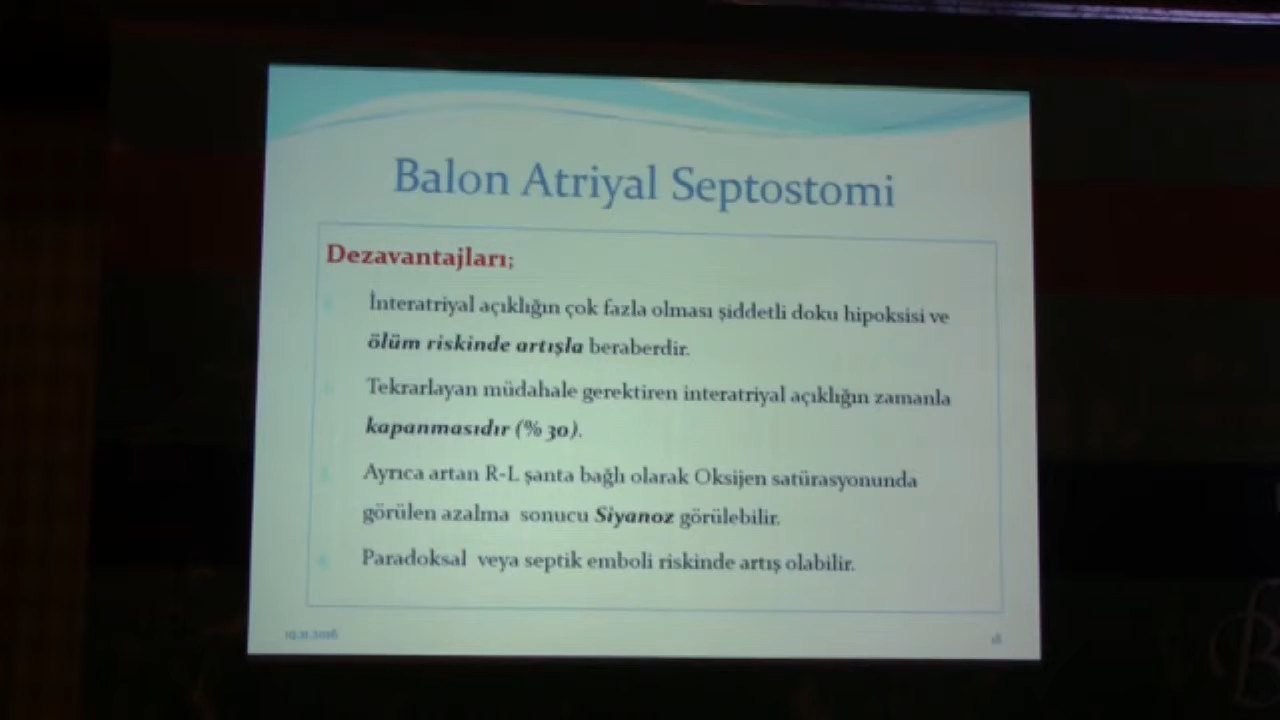 Balon Atriyal Septostomi
Dezavantajları;
İnteratriyal açıklığın çok fazla olması şiddetli doku hipoksisi ve
ölüm riskinde artışla beraberdir.
Tekrarlayan müdahale gerektiren interatriyal açıklığın zamanla
kapanmasıdır (% 30).
Ayrıca artan R-L şanta bağlı olarak Oksijen satürasyonunda
görülen azalma sonucu Siyanoz görülebilir.
Paradoksal veya septik emboli riskinde artış olabilir.